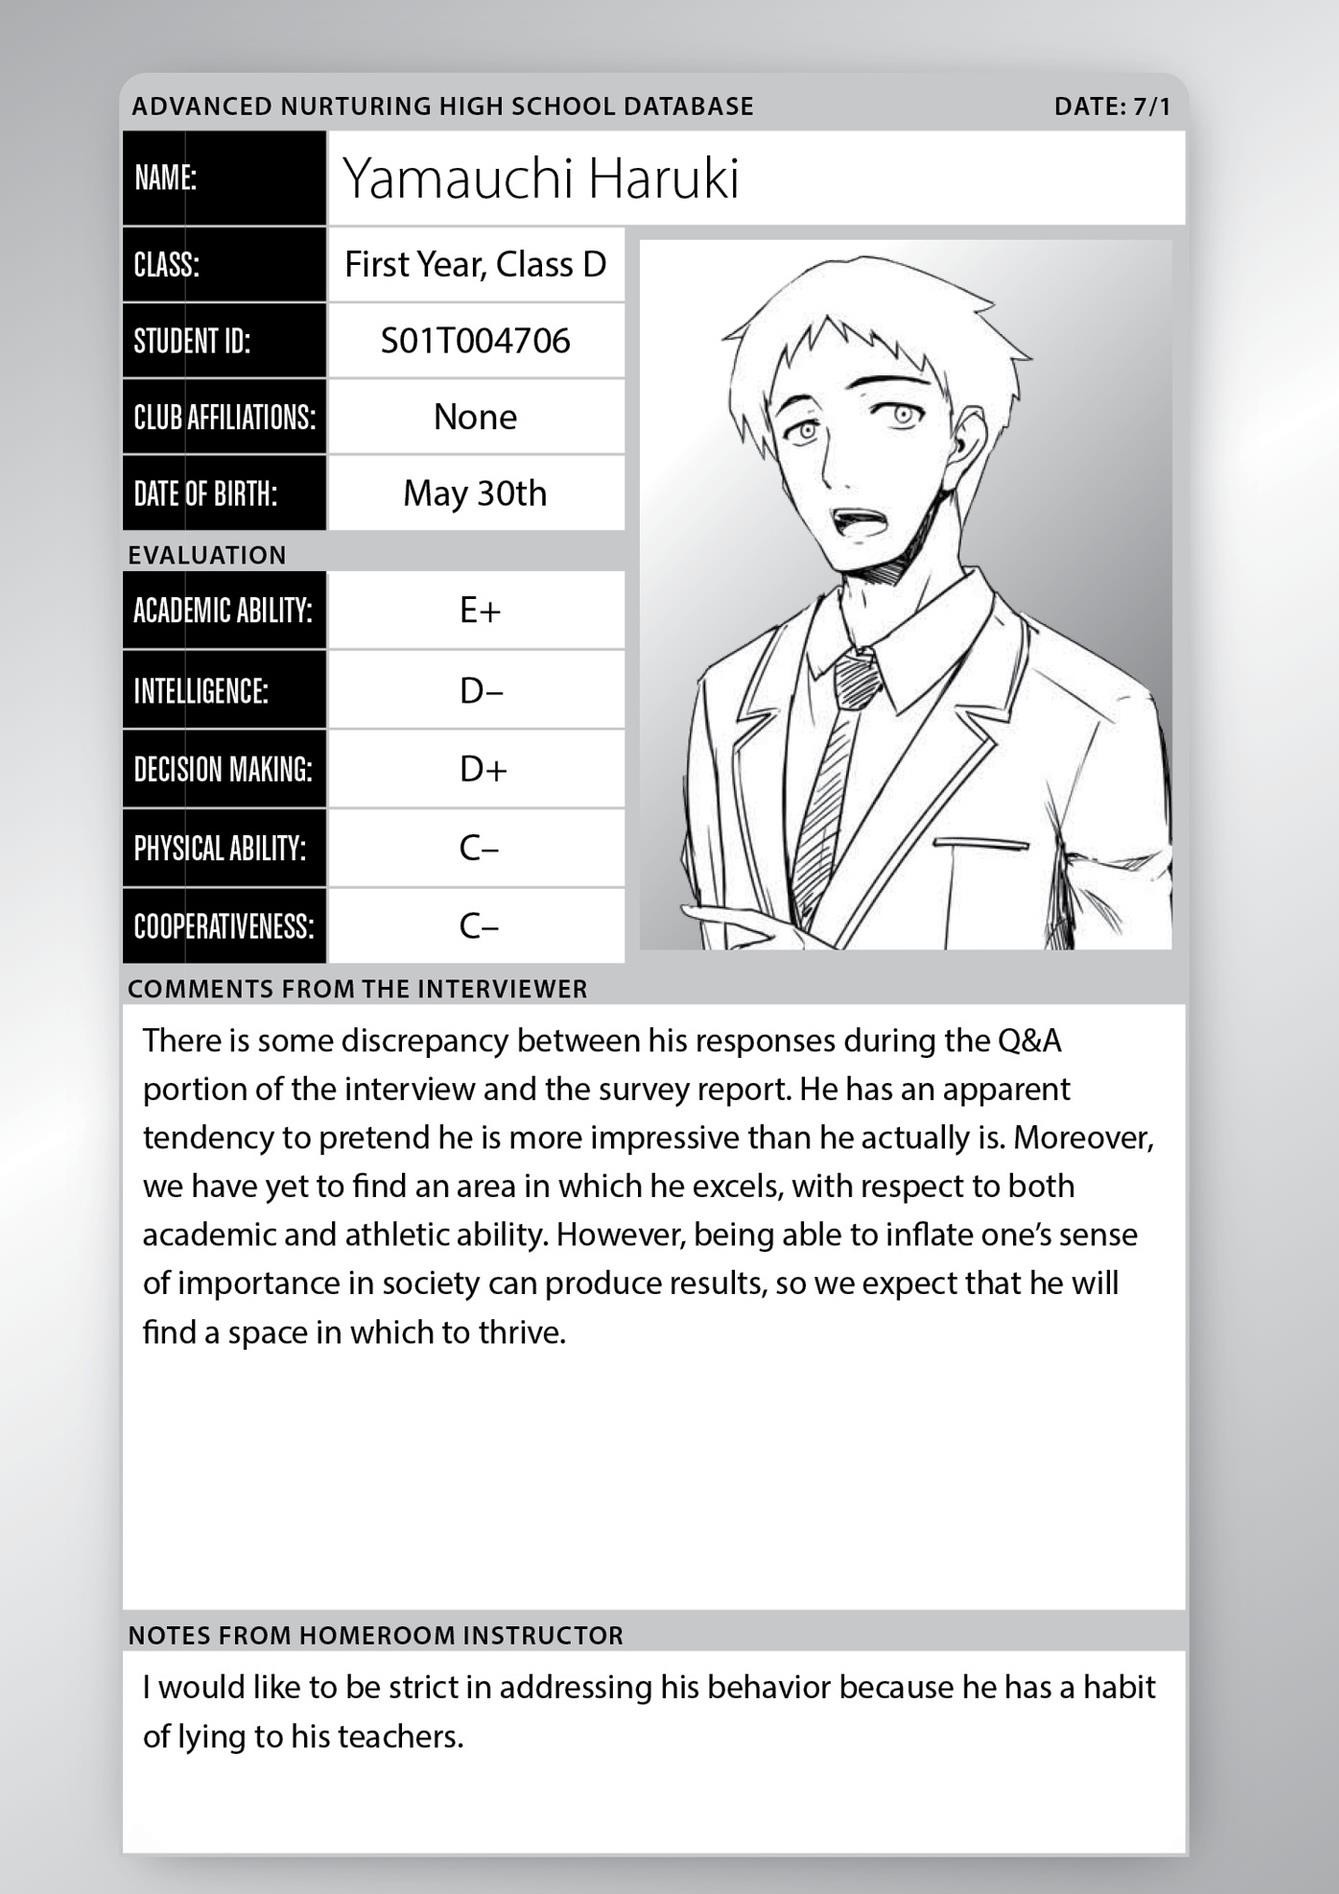 ADVANCED NURTURING HIGH SCHOOL DATABASE DATE: 7/1
NAME: Yamauchi Haruki
CLASS: First Year, Class D
STUDENT ID: S01T004706
CLUB AFFILIATIONS: None
DATE OF BIRTH: May 30th
EVALUATION
ACADEMIC ABILITY: E+
INTELLIGENCE: D–
DECISION MAKING: D+
PHYSICAL ABILITY: C–
COOPERATIVENESS: C–
COMMENTS FROM THE INTERVIEWER
There is some discrepancy between his responses during the Q&A
portion of the interview and the survey report. He has an apparent
tendency to pretend he is more impressive than he actually is. Moreover,
we have yet to find an area in which he excels, with respect to both
academic and athletic ability. However, being able to inflate one’s sense
of importance in society can produce results, so we expect that he will
find a space in which to thrive.
NOTES FROM HOMEROOM INSTRUCTOR
I would like to be strict in addressing his behavior because he has a habit
of lying to his teachers.